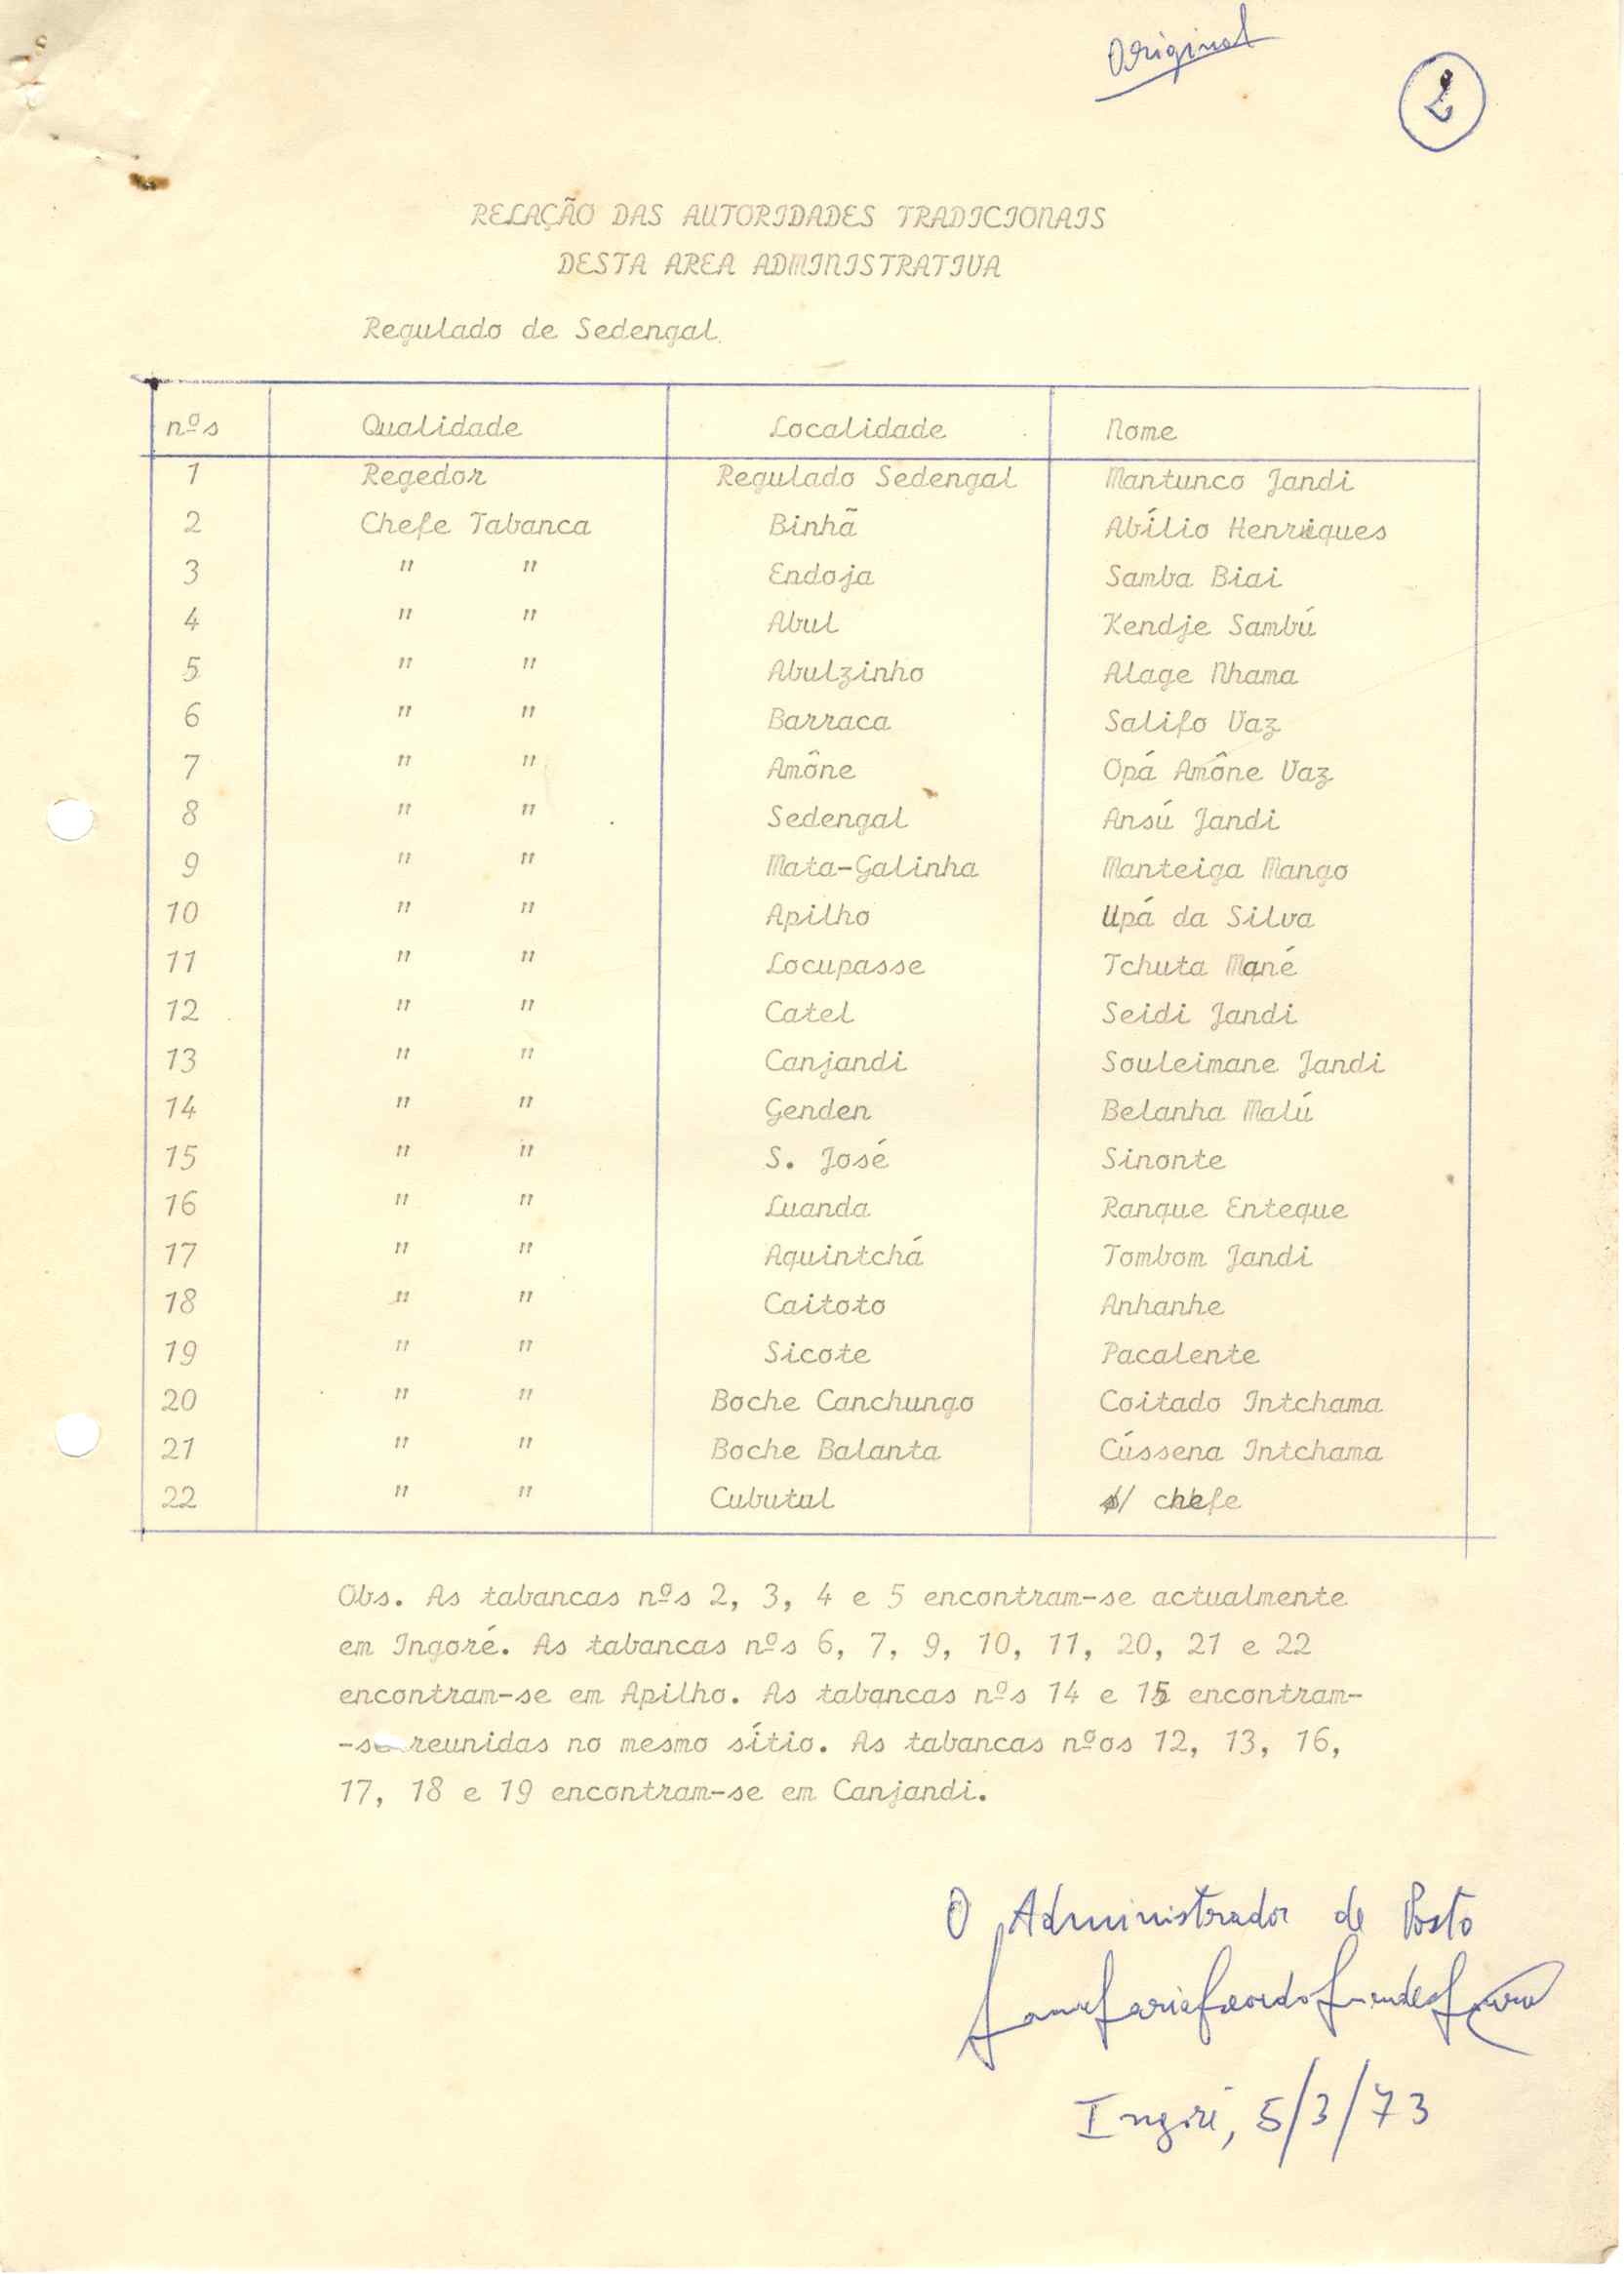 Original
2
RELAÇÃO DAS AUTORIDADES TRADICIONAIS
DESTA AREA ADMINISTRATIVA
Regulado de Sedengal
nºs Qualidade Localidade Nome
1 Regedor Regulado Sedengal Mantunco Jandi
2 Chefe Tabanca Binhã Abílio Henriques
3 " " Endoja Samba Biai
4 " " Abul Kendje Sambú
5 " " Abulzinho Alage Nhama
6 " " Barraca Salifo Vaz
7 " " Amône Opá Amône Vaz
8 " " Sedengal Ansú Jandi
9 " " Mata-Galinha Manteiga Mango
10 " " Apilho Upá da Silva
11 " " Locupasse Tchuta Mané
12 " " Catel Seidi Jandi
13 " " Canjandi Souleimane Jandi
14 " " Genden Belanha Malú
15 " " S. José Sinonte
16 " " Luanda Ranque Enteque
17 " " Aquintchá Tombom Jandi
18 " " Caitoto Anhanhe
19 " " Sicote Pacalente
20 " " Boche Canchungo Coitado Intchama
21 " " Boche Balanta Cússena Intchama
22 " " Cubutul s/ chefe
Obs. As tabancas nºs 2, 3, 4 e 5 encontram-se actualmente
em Ingoré. As tabancas nºs 6, 7, 9, 10, 11, 20, 21 e 22
encontram-se em Apilho. As tabancas nºs 14 e 15 encontram-
-se reunidas no mesmo sítio. As tabancas nºos 12, 13, 16,
17, 18 e 19 encontram-se em Canjandi.
O Administrador de Posto
Ingoré, 5/3/73